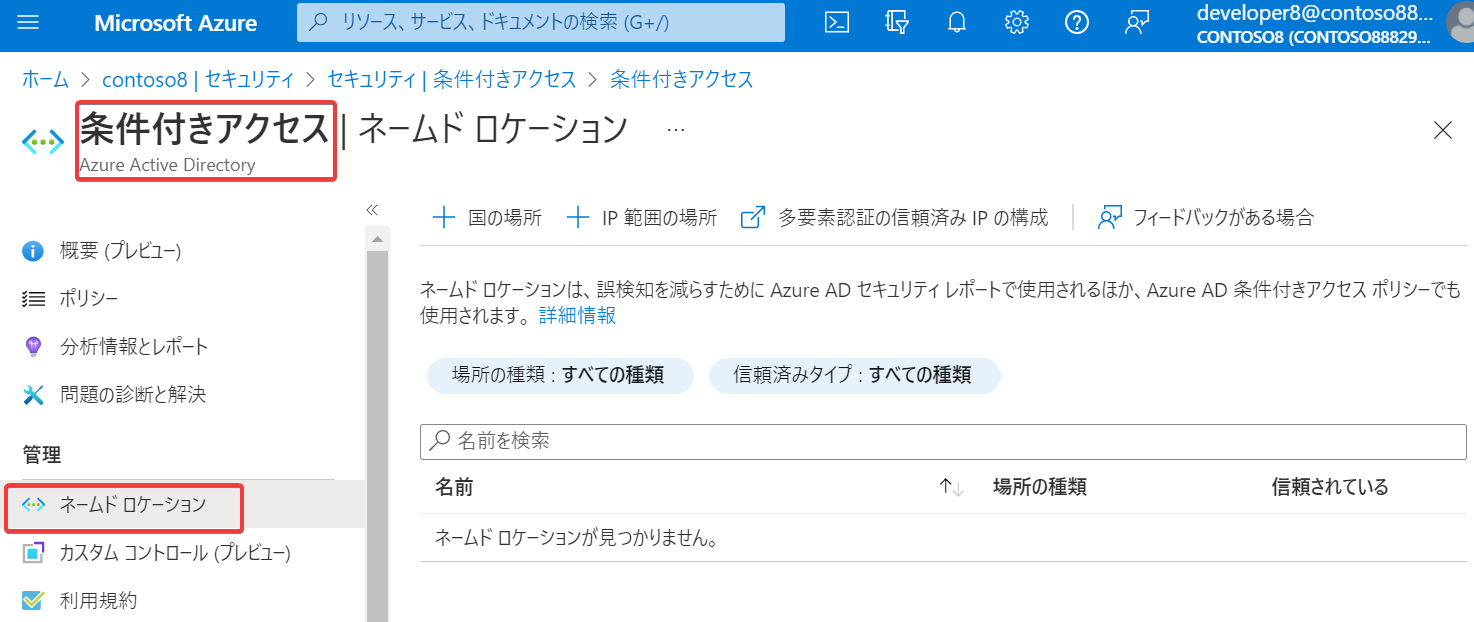 Microsoft Azure
リソース、サービス、ドキュメントの検索 (G+/)
developer8@contoso88...
CONTOSO8 (CONTOSO88829...
ホーム > contoso8 | セキュリティ > セキュリティ | 条件付きアクセス > 条件付きアクセス
条件付きアクセス | ネームド ロケーション ...
Azure Active Directory
国の場所 IP 範囲の場所 多要素認証の信頼済み IP の構成 フィードバックがある場合
概要 (プレビュー)
ポリシー
分析情報とレポート
問題の診断と解決
管理
ネームド ロケーション
カスタム コントロール (プレビュー)
利用規約
ネームド ロケーションは、誤検知を減らすために Azure AD セキュリティ レポートで使用されるほか、Azure AD 条件付きアクセス ポリシーでも
使用されます。 詳細情報
場所の種類 : すべての種類 信頼済みタイプ : すべての種類
名前を検索
名前 場所の種類 信頼されている
ネームド ロケーションが見つかりません。